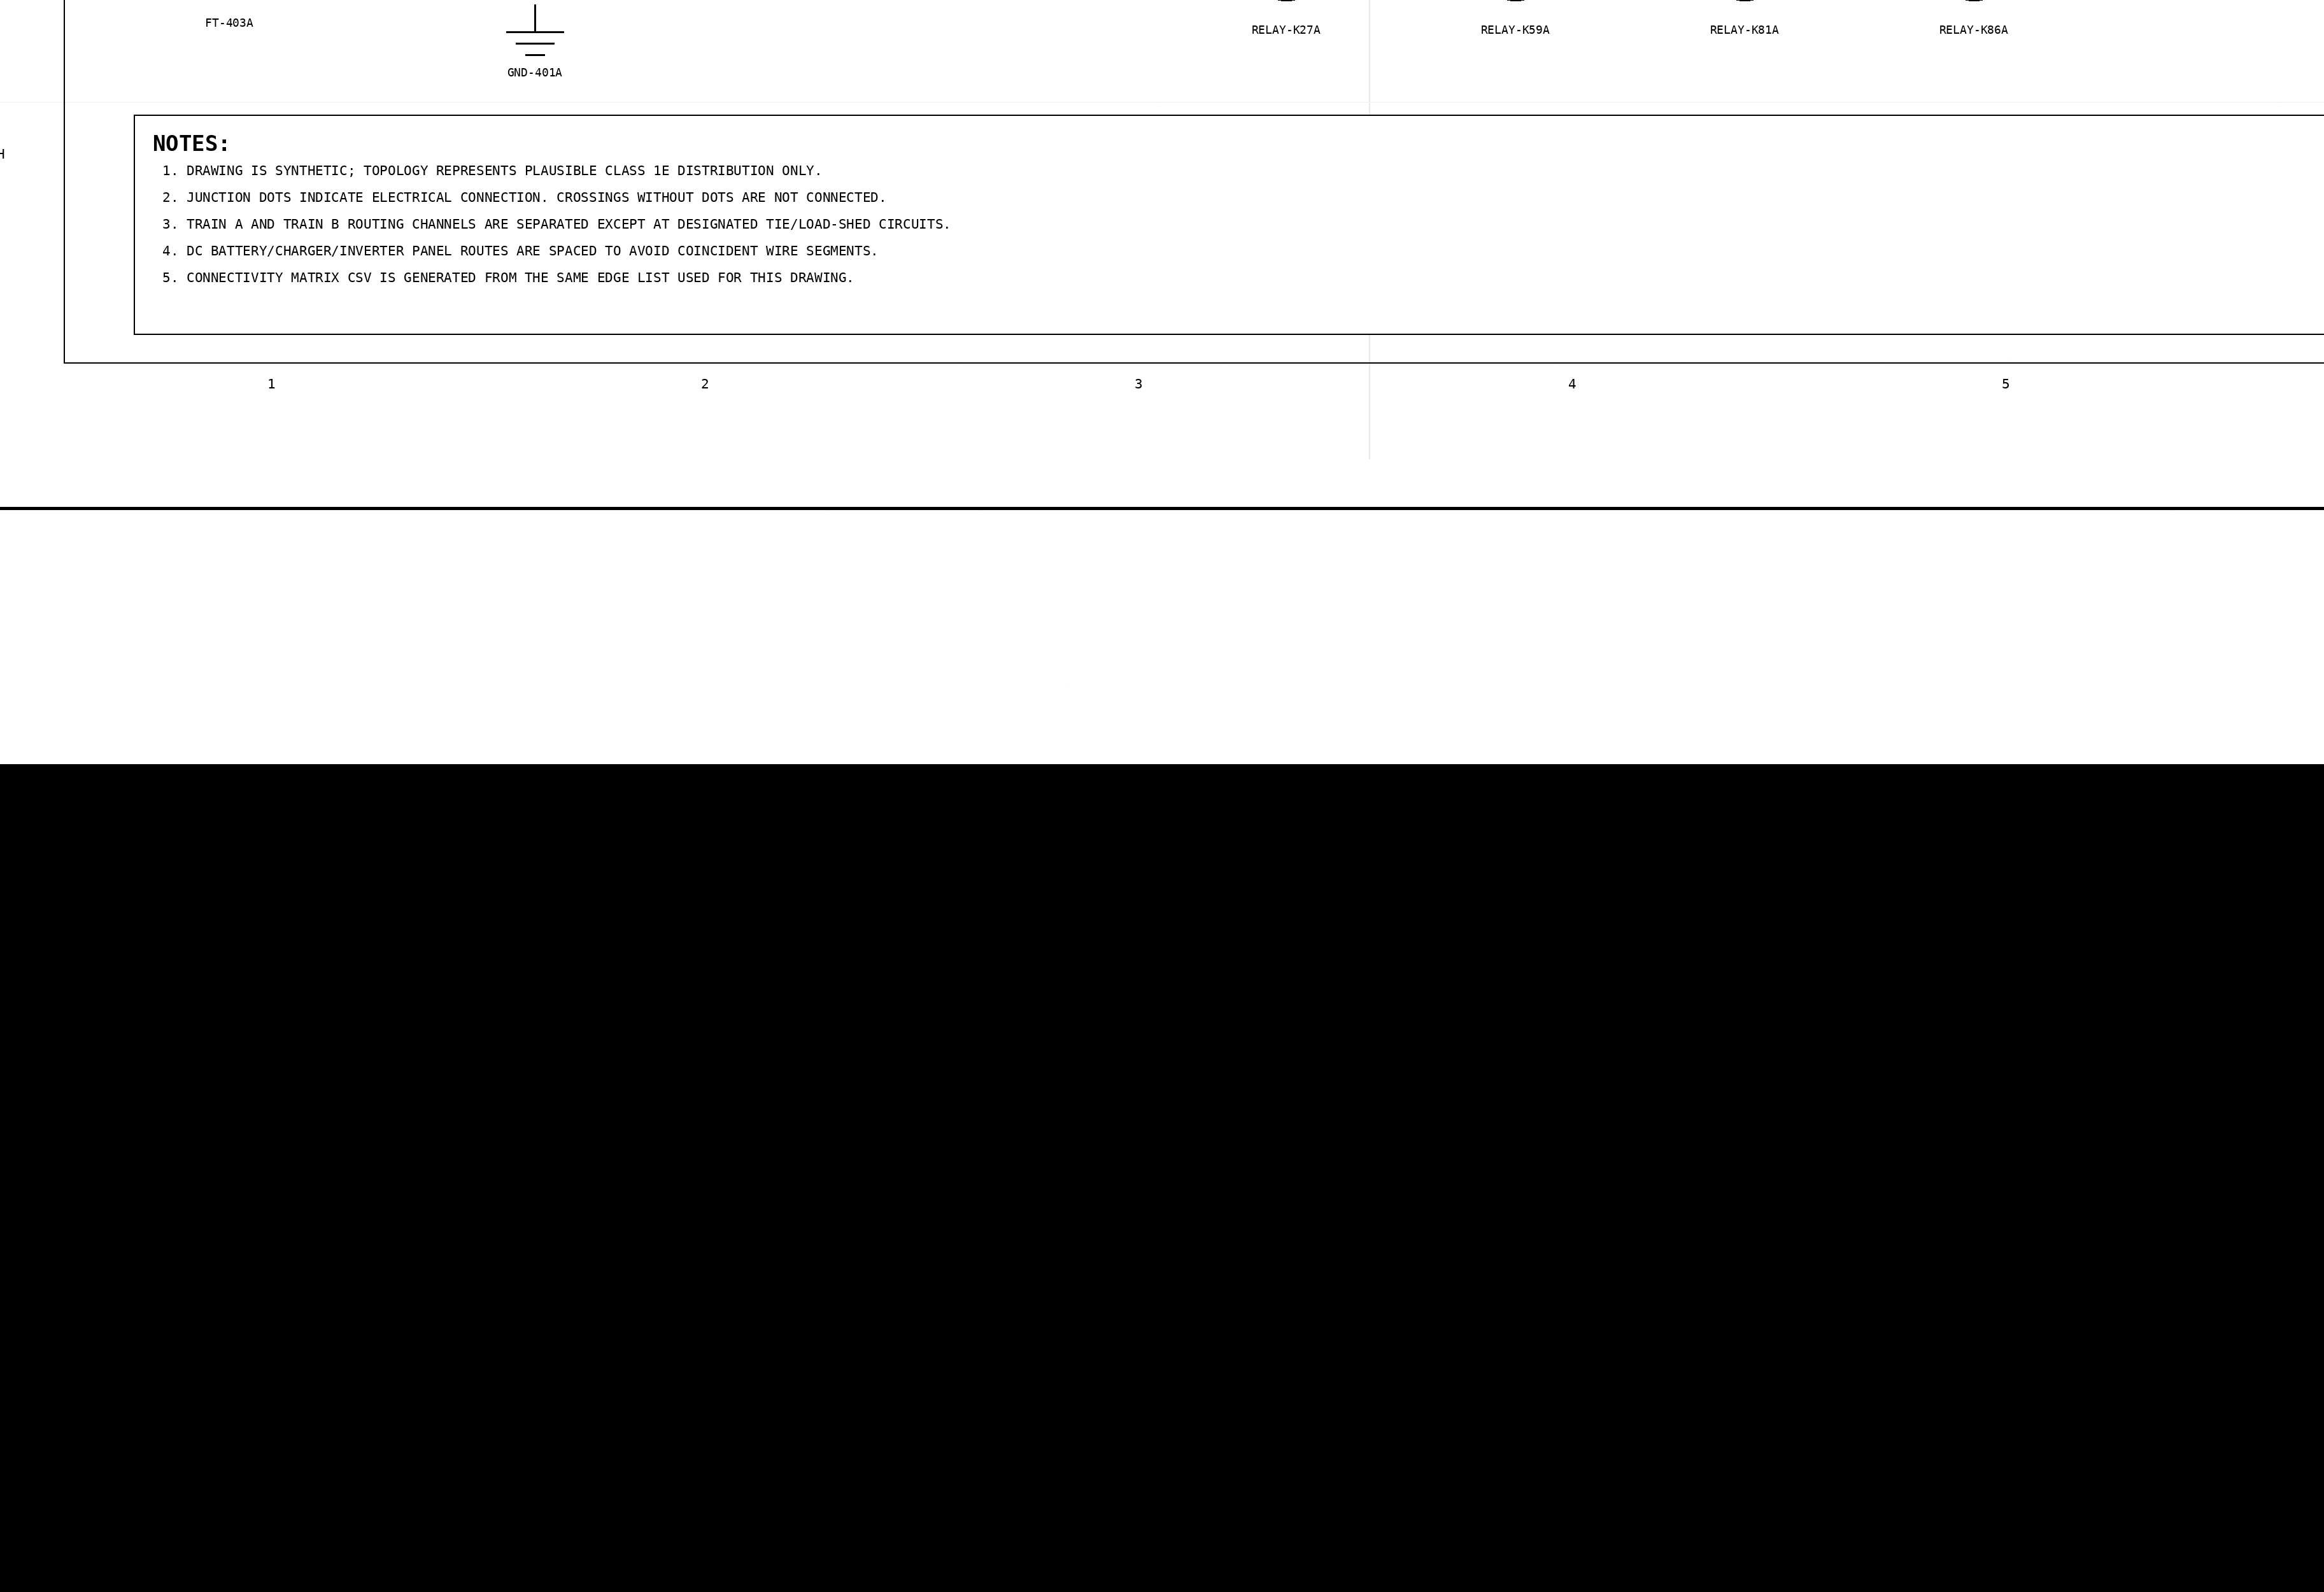 FT-403A
RELAY-K27A
RELAY-K59A
RELAY-K81A
RELAY-K86A
GND-401A
NOTES:
1. DRAWING IS SYNTHETIC; TOPOLOGY REPRESENTS PLAUSIBLE CLASS 1E DISTRIBUTION ONLY.
H
2. JUNCTION DOTS INDICATE ELECTRICAL CONNECTION. CROSSINGS WITHOUT DOTS ARE NOT CONNECTED.
3. TRAIN A AND TRAIN B ROUTING CHANNELS ARE SEPARATED EXCEPT AT DESIGNATED TIE/LOAD-SHED CIRCUITS.
4. DC BATTERY/CHARGER/INVERTER PANEL ROUTES ARE SPACED TO AVOID COINCIDENT WIRE SEGMENTS.
5. CONNECTIVITY MATRIX CSV IS GENERATED FROM THE SAME EDGE LIST USED FOR THIS DRAWING.
1
2
3
4
5